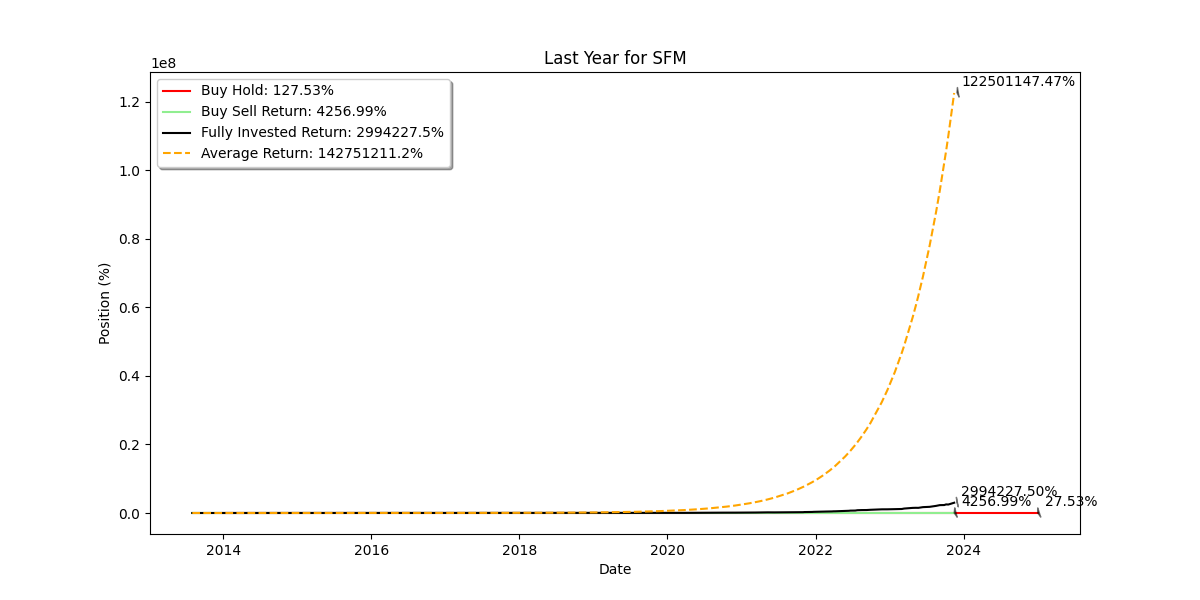 Last Year for SFM
1e8
Buy Hold: 127.53%
Buy Sell Return: 4256.99%
Fully Invested Return: 2994227.5%
Average Return: 142751211.2%
122501147.47%
1.2
1.0
0.8
0.6
0.4
0.2
0.0
Position (%)
2994227.50%
4256.99%
27.53%
2014
2016
2018
2020
2022
2024
Date